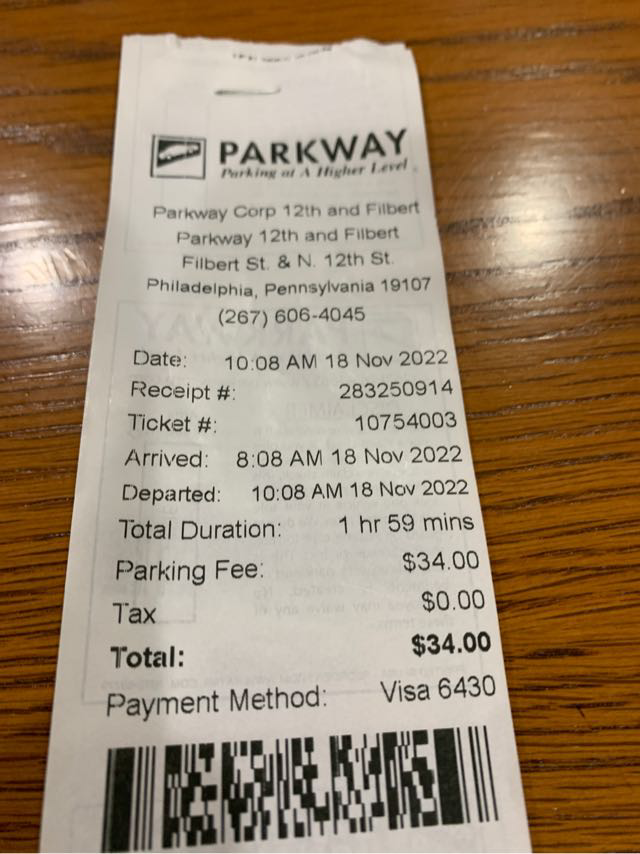 PARKWAY
Parking at A Higher Level
Parkway Corp 12th and Filbert
Parkway 12th and Filbert
Filbert St. & N. 12th St.
Philadelphia, Pennsylvania 19107
(267) 606-4045
Date: 10:08 AM 18 Nov 2022
Receipt #: 283250914
Ticket #: 10754003
Arrived: 8:08 AM 18 Nov 2022
Departed: 10:08 AM 18 Nov 2022
Total Duration: 1 hr 59 mins
Parking Fee: $34.00
Tax $0.00
Total: $34.00
Payment Method: Visa 6430